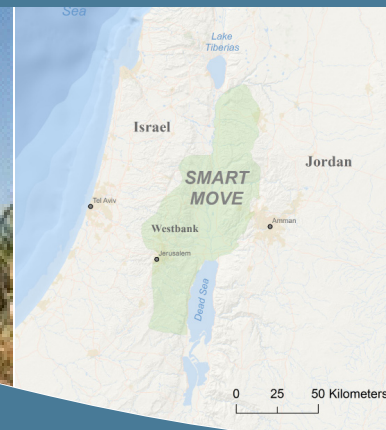 Sea
Lake
Tiberias
Israel
Jordan
SMART
MOVE
Tel Aviv
Westbank
Amman
Jerusalem
Dead Sea
0 25 50 Kilometers